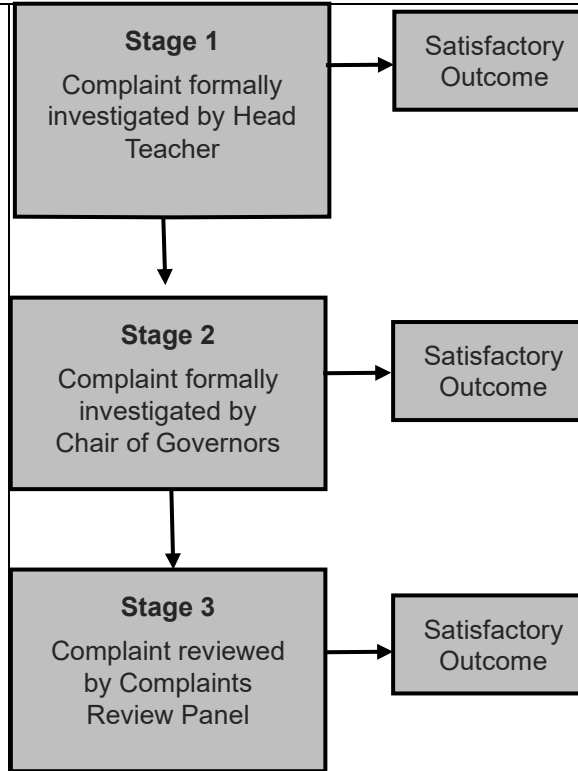 Stage 1
Complaint formally
investigated by Head
Teacher
Satisfactory
Outcome
Stage 2
Complaint formally
investigated by
Chair of Governors
Satisfactory
Outcome
Stage 3
Complaint reviewed
by Complaints
Review Panel
Satisfactory
Outcome